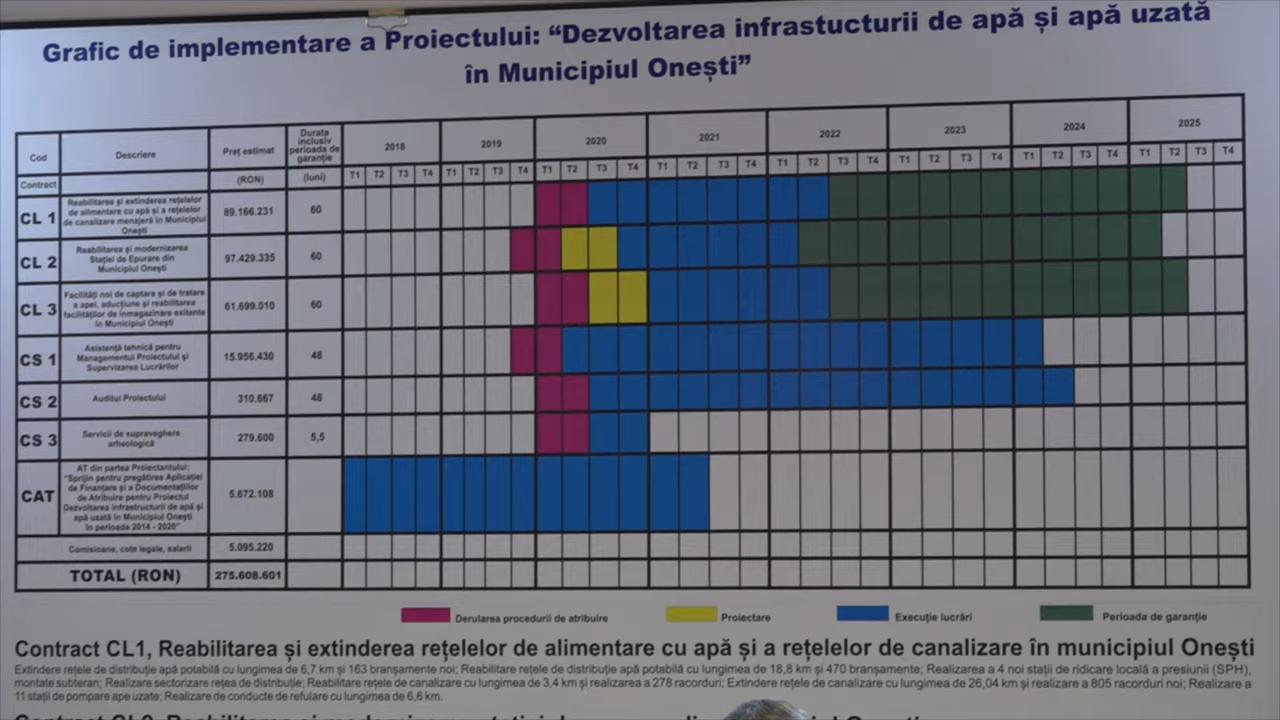 Grafic de implementare a Proiectului: “Dezvoltarea infrastucturii de apă și apă uzată
în Municipiul Onești”
Cod
Contract
Descriere
Preț estimat
(RON)
Durata
inclusiv
perioada de
garanție
(luni)
2018 2019 2020 2021 2022 2023 2024 2025
T1 T2 T3 T4 T1 T2 T3 T4 T1 T2 T3 T4 T1 T2 T3 T4 T1 T2 T3 T4 T1 T2 T3 T4 T1 T2 T3 T4 T1 T2 T3 T4
CL 1
Reabilitarea și extinderea rețelelor
de alimentare cu apă și a rețelelor
de canalizare menajeră în Municipiul
Onești
89.166.231
60
CL 2
Reabilitarea și modernizarea
Stației de Epurare din
Municipiul Onești
97.429.335
60
CL 3
Facilități noi de captare și de tratare
a apei, aducțiune și reabilitarea
facilităților de inmagazinare exitente
în Municipiul Onești
61.699.010
60
CS 1
Asistență tehnică pentru
Managementul Proiectului și
Supervizarea Lucrărilor
15.956.430
48
CS 2
Auditul Proiectului
310.667
48
CS 3
Servicii de supraveghere
arheologică
279.600
5,5
CAT
AT din partea Proiectantului:
“Sprijin pentru pregătirea Aplicației
de Finanțare și a Documentațiilor
de Atribuire pentru Proiectul
Dezvoltarea infrastructurii de apă și
apă uzată în Municipiul Onești
în perioada 2014 - 2020”
5.672.108
Comisioane, cote legale, salarii
5.095.220
TOTAL (RON)
275.608.601
Derularea procedurii de atribuire
Proiectare
Execuție lucrări
Perioada de garanție
Contract CL1, Reabilitarea și extinderea rețelelor de alimentare cu apă și a rețelelor de canalizare în municipiul Onești
Extindere rețele de distribuție apă potabilă cu lungimea de 6,7 km și 163 branșamente noi; Reabilitare rețele de distribuție apă potabilă cu lungimea de 18,8 km și 470 branșamente; Realizarea a 4 noi stații de ridicare locală a presiunii (SPH),
montate subteran; Realizare sectorizare rețea de distribuție; Reabilitare rețele de canalizare cu lungimea de 3,4 km și realizarea a 278 racorduri; Extindere rețele de canalizare cu lungimea de 26,04 km și realizare a 805 racorduri noi; Realizare a
11 stații de pompare ape uzate; Realizare de conducte de refulare cu lungimea de 6,6 km.